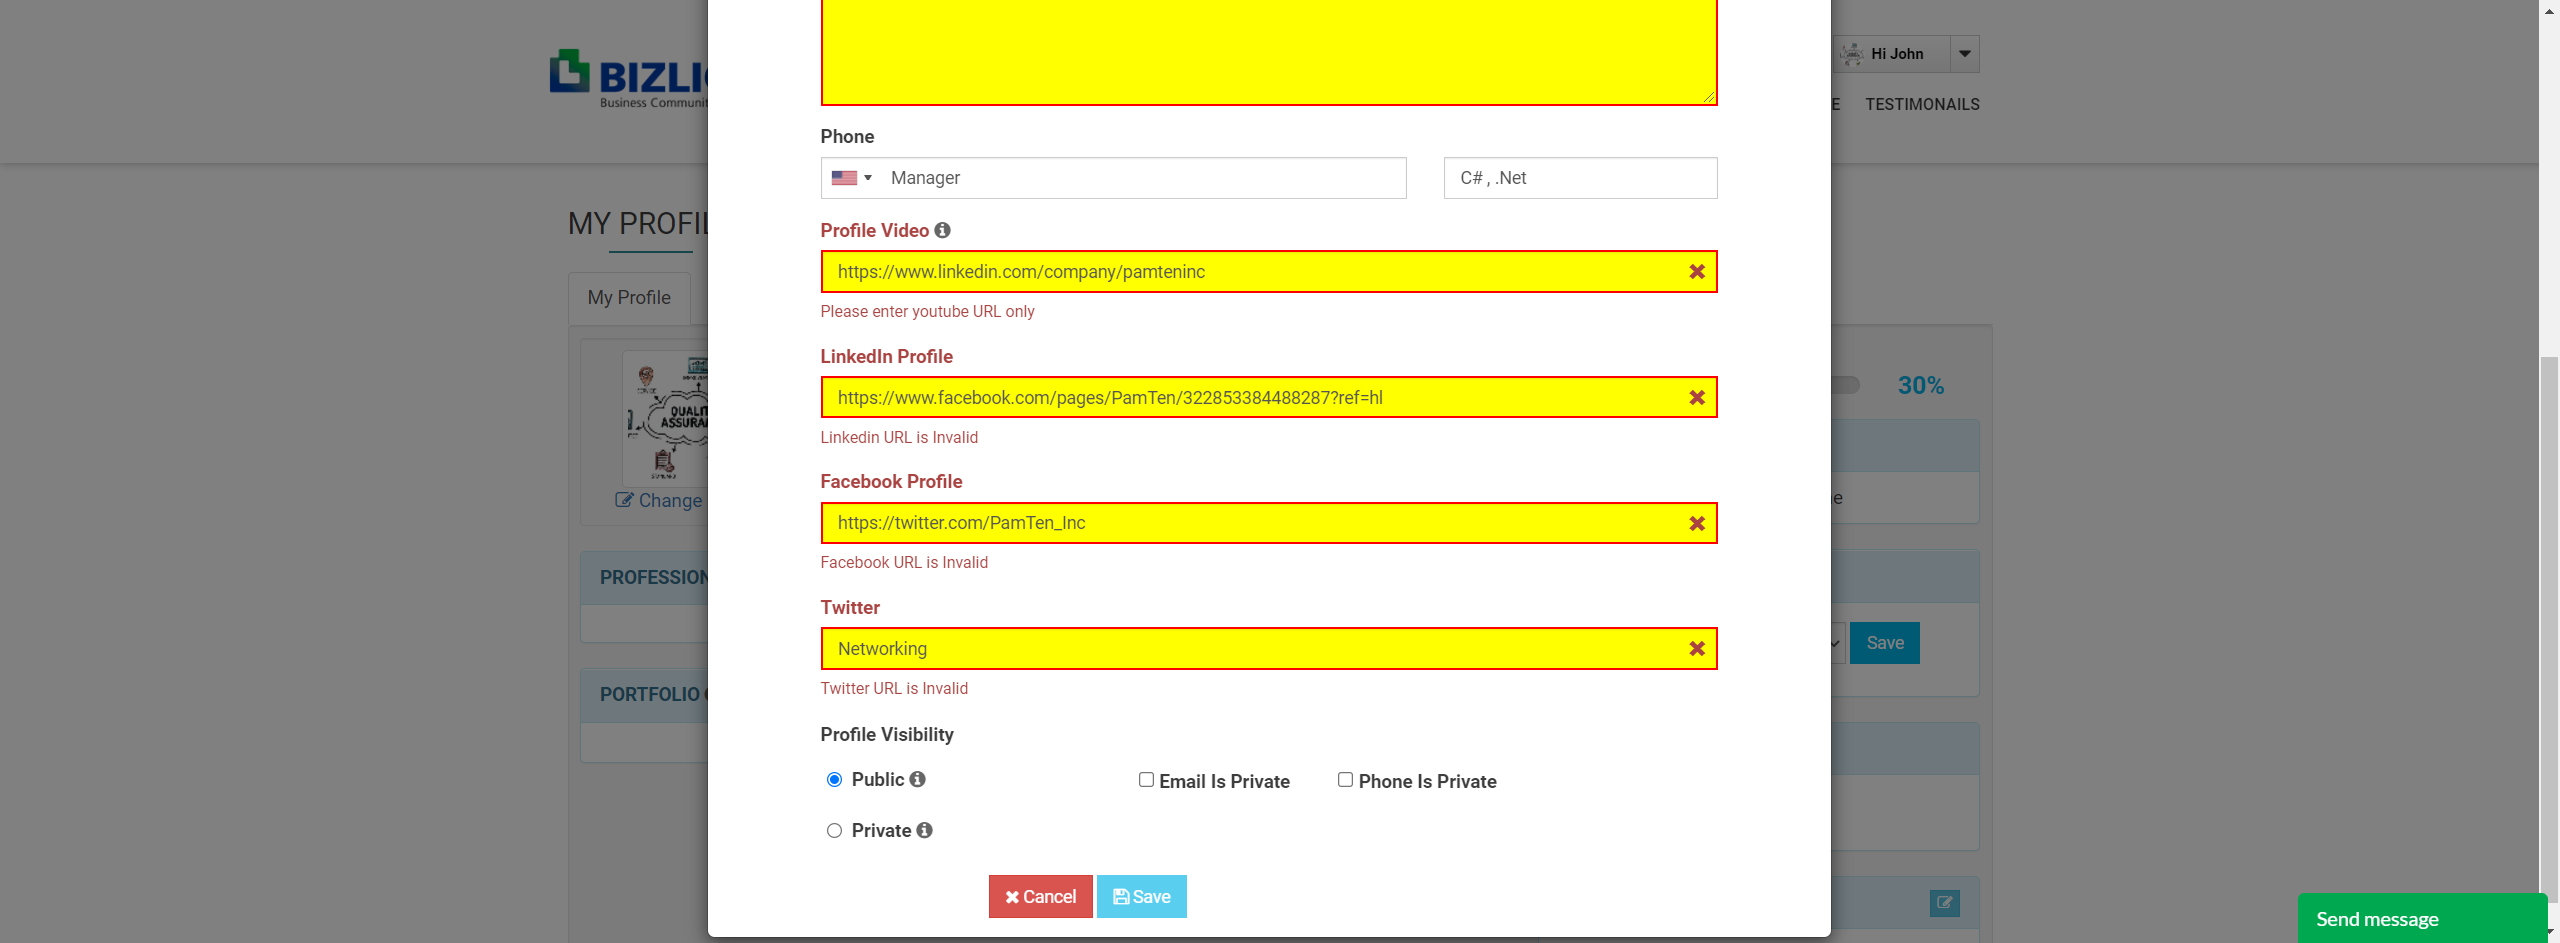 BIZLI
Business Communit
Hi John
E TESTIMONAILS
MY PROFIL
My Profile
Change
PROFESSION
PORTFOLIO
Phone
Manager
C# , .Net
Profile Video
https://www.linkedin.com/company/pamteninc
Please enter youtube URL only
LinkedIn Profile
https://www.facebook.com/pages/PamTen/322853384488287?ref=hl
Linkedin URL is Invalid
Facebook Profile
https://twitter.com/PamTen_Inc
Facebook URL is Invalid
Twitter
Networking
Twitter URL is Invalid
Profile Visibility
Public
Email Is Private
Phone Is Private
Private
Cancel
Save
30%
Save
Send message